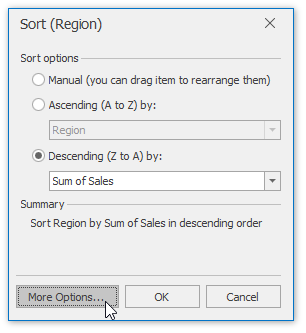 Sort (Region)
Sort options
Manual (you can drag item to rearrange them)
Ascending (A to Z) by:
Region
Descending (Z to A) by:
Sum of Sales
Summary
Sort Region by Sum of Sales in descending order
More Options... OK Cancel